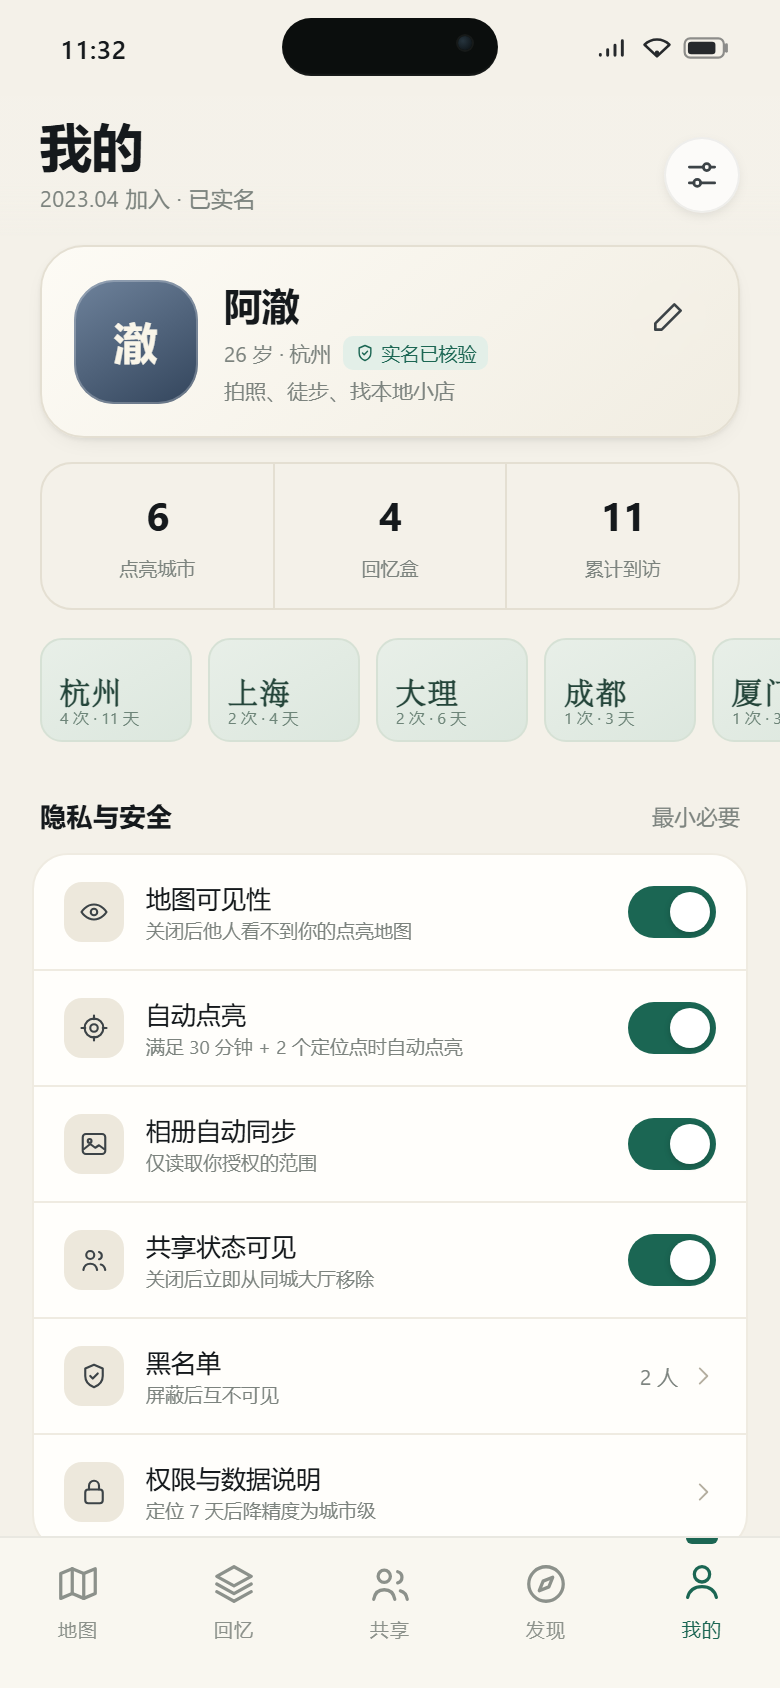 11:32
我的
2023.04 加入 · 已实名
澈
阿澈
26 岁 · 杭州 实名已核验
拍照、徒步、找本地小店
6
点亮城市
4
回忆盒
11
累计到访
杭州
4 次 · 11 天
上海
2 次 · 4 天
大理
2 次 · 6 天
成都
1 次 · 3 天
厦门
1 次 · 3
隐私与安全
最小必要
地图可见性
关闭后他人看不到你的点亮地图
自动点亮
满足 30 分钟 + 2 个定位点时自动点亮
相册自动同步
仅读取你授权的范围
共享状态可见
关闭后立即从同城大厅移除
黑名单
屏蔽后互不可见
2 人
权限与数据说明
定位 7 天后降精度为城市级
地图
回忆
共享
发现
我的